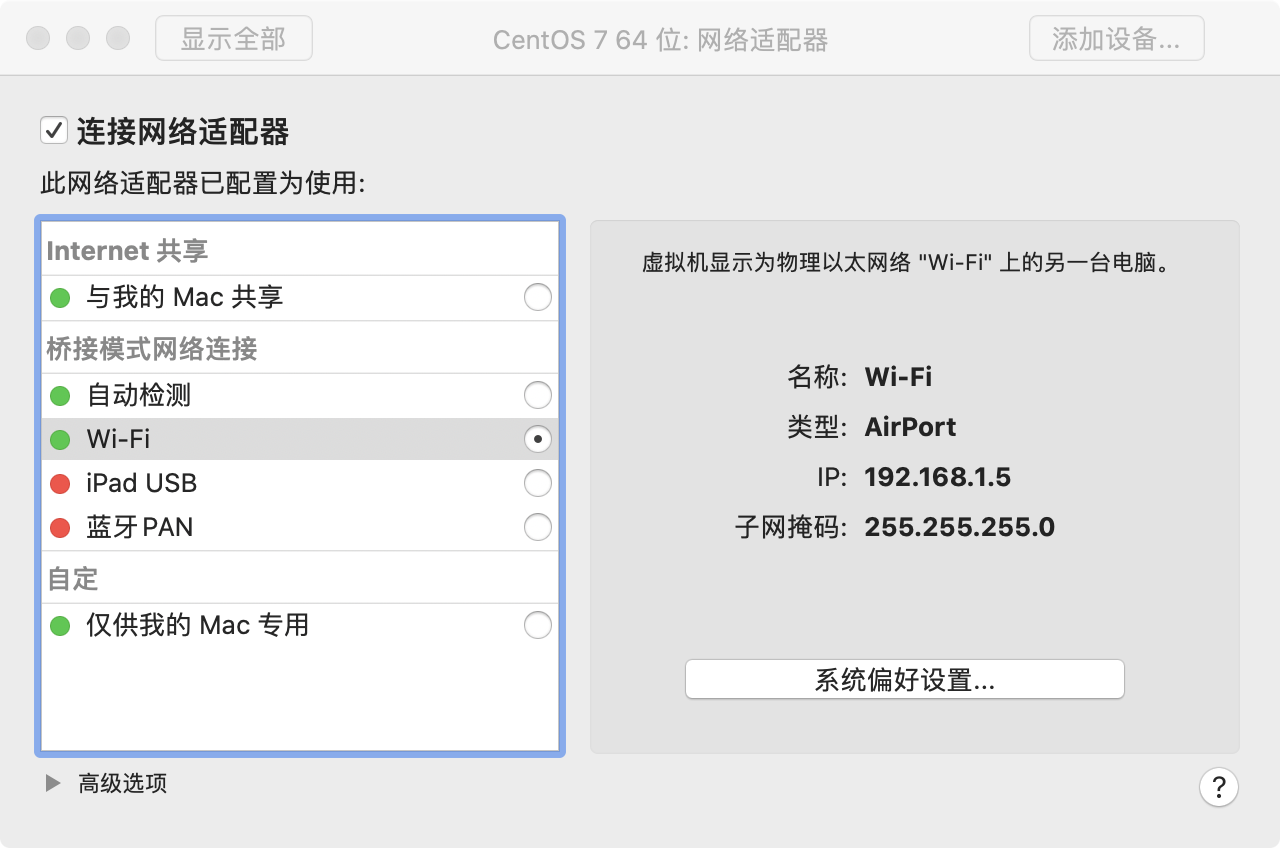 显示全部
CentOS 7 64 位: 网络适配器
添加设备...
连接网络适配器
此网络适配器已配置为使用:
Internet 共享
与我的 Mac 共享
桥接模式网络连接
自动检测
Wi-Fi
iPad USB
蓝牙 PAN
自定
仅供我的 Mac 专用
高级选项
虚拟机显示为物理以太网络 "Wi-Fi" 上的另一台电脑。
名称: Wi-Fi
类型: AirPort
IP: 192.168.1.5
子网掩码: 255.255.255.0
系统偏好设置...
?